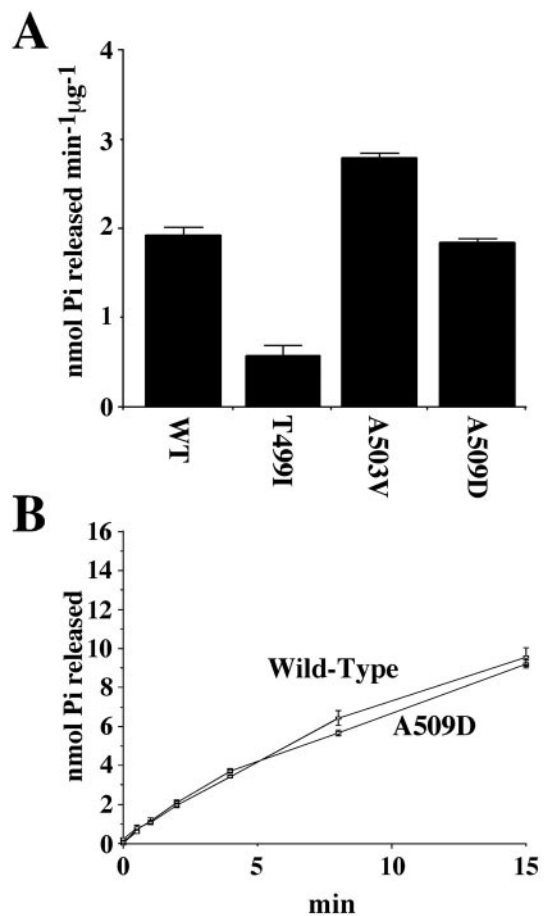 A
nmol Pi released min-1µg-1
4
3
2
1
0
WT
T499I
A503V
A509D
B
nmol Pi released
16
14
12
10
8
6
4
2
0
Wild-Type
A509D
0
5
10
15
min